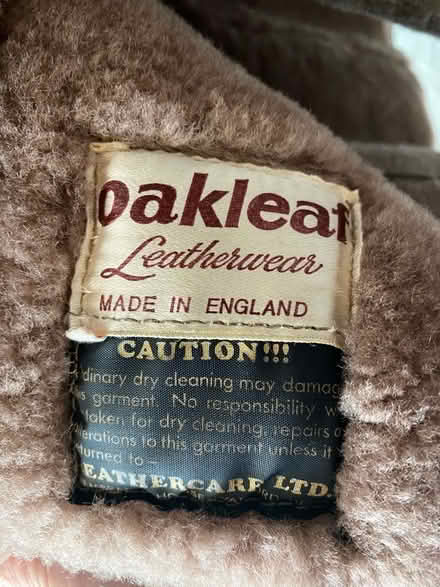 oakleaf
Leatherwear
MADE IN ENGLAND
CAUTION!!!
dinary dry cleaning may damag
s garment. No responsibility w
taken for dry cleaning, repairs o
erations to this garment unless it
urned to —
EATHERCARE LTD.